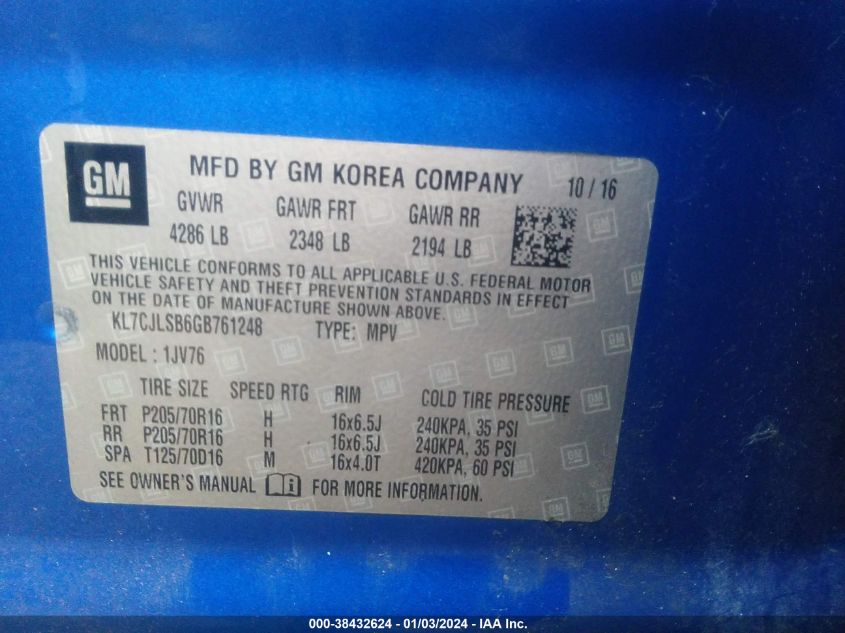 GM MFD BY GM KOREA COMPANY 10 / 16
GVWR GAWR FRT GAWR RR
4286 LB 2348 LB 2194 LB
THIS VEHICLE CONFORMS TO ALL APPLICABLE U.S. FEDERAL MOTOR
VEHICLE SAFETY AND THEFT PREVENTION STANDARDS IN EFFECT
ON THE DATE OF MANUFACTURE SHOWN ABOVE.
KL7CJLSB6GB761248 TYPE: MPV
MODEL : 1JV76
TIRE SIZE SPEED RTG RIM COLD TIRE PRESSURE
FRT P205/70R16 H 16x6.5J 240KPA, 35 PSI
RR P205/70R16 H 16x6.5J 240KPA, 35 PSI
SPA T125/70D16 M 16x4.0T 420KPA, 60 PSI
SEE OWNER'S MANUAL FOR MORE INFORMATION.
000-38432624 - 01/03/2024 - IAA Inc.